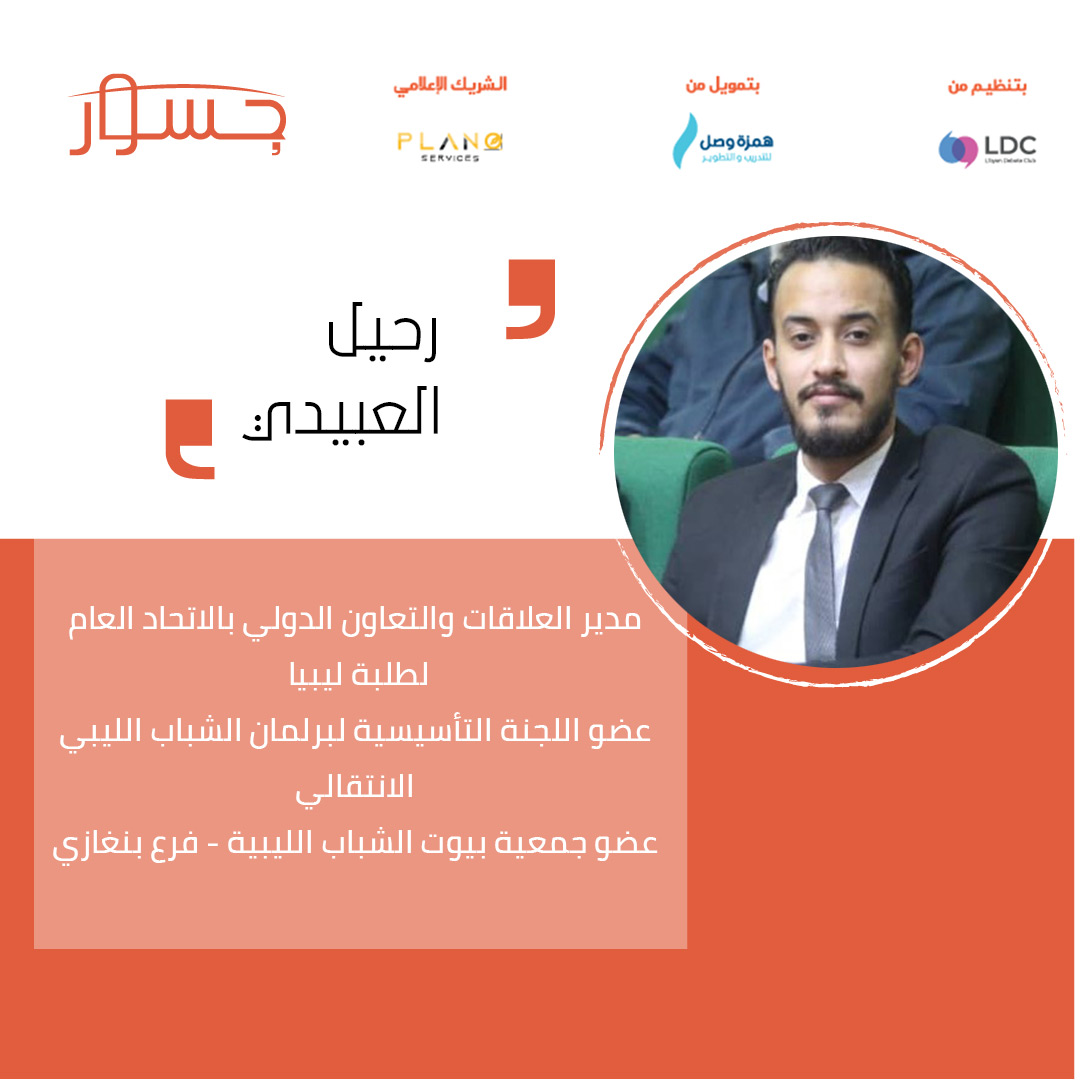 بتنظيم من
بتمويل من
الشريك الإعلامي
جسور
LDC
Libyan Debate Club
همزة وصل
للتدريب والتطوير
PLAN
SERVICES
رحيل
العبيدي
مدير العلاقات والتعاون الدولي بالاتحاد العام
لطلبة ليبيا
عضو اللجنة التأسيسية لبرلمان الشباب الليبي
الانتقالي
عضو جمعية بيوت الشباب الليبية - فرع بنغازي